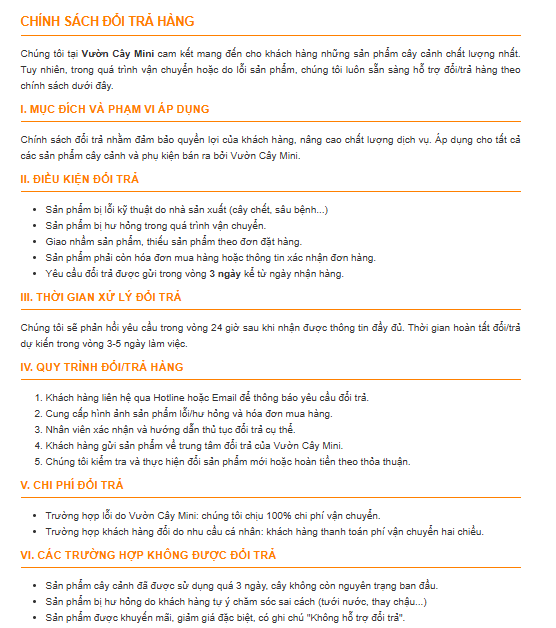 CHÍNH SÁCH ĐỔI TRẢ HÀNG
Chúng tôi tại Vườn Cây Mini cam kết mang đến cho khách hàng những sản phẩm cây cảnh chất lượng nhất.
Tuy nhiên, trong quá trình vận chuyển hoặc do lỗi sản phẩm, chúng tôi luôn sẵn sàng hỗ trợ đổi/trả hàng theo
chính sách dưới đây.
I. MỤC ĐÍCH VÀ PHẠM VI ÁP DỤNG
Chính sách đổi trả nhằm đảm bảo quyền lợi của khách hàng, nâng cao chất lượng dịch vụ. Áp dụng cho tất cả
các sản phẩm cây cảnh và phụ kiện bán ra bởi Vườn Cây Mini.
II. ĐIỀU KIỆN ĐỔI TRẢ
• Sản phẩm bị lỗi kỹ thuật do nhà sản xuất (cây chết, sâu bệnh...)
• Sản phẩm bị hư hỏng trong quá trình vận chuyển.
• Giao nhầm sản phẩm, thiếu sản phẩm theo đơn đặt hàng.
• Sản phẩm phải còn hóa đơn mua hàng hoặc thông tin xác nhận đơn hàng.
• Yêu cầu đổi trả được gửi trong vòng 3 ngày kể từ ngày nhận hàng.
III. THỜI GIAN XỬ LÝ ĐỔI TRẢ
Chúng tôi sẽ phản hồi yêu cầu trong vòng 24 giờ sau khi nhận được thông tin đầy đủ. Thời gian hoàn tất đổi/trả
dự kiến trong vòng 3-5 ngày làm việc.
IV. QUY TRÌNH ĐỔI/TRẢ HÀNG
1. Khách hàng liên hệ qua Hotline hoặc Email để thông báo yêu cầu đổi trả.
2. Cung cấp hình ảnh sản phẩm lỗi/hư hỏng và hóa đơn mua hàng.
3. Nhân viên xác nhận và hướng dẫn thủ tục đổi trả cụ thể.
4. Khách hàng gửi sản phẩm về trung tâm đổi trả của Vườn Cây Mini.
5. Chúng tôi kiểm tra và thực hiện đổi sản phẩm mới hoặc hoàn tiền theo thỏa thuận.
V. CHI PHÍ ĐỔI TRẢ
• Trường hợp lỗi do Vườn Cây Mini: chúng tôi chịu 100% chi phí vận chuyển.
• Trường hợp khách hàng đổi do nhu cầu cá nhân: khách hàng thanh toán phí vận chuyển hai chiều.
VI. CÁC TRƯỜNG HỢP KHÔNG ĐƯỢC ĐỔI TRẢ
• Sản phẩm cây cảnh đã được sử dụng quá 3 ngày, cây không còn nguyên trạng ban đầu.
• Sản phẩm bị hư hỏng do khách hàng tự ý chăm sóc sai cách (tưới nước, thay chậu...)
• Sản phẩm được khuyến mãi, giảm giá đặc biệt, có ghi chú "Không hỗ trợ đổi trả".